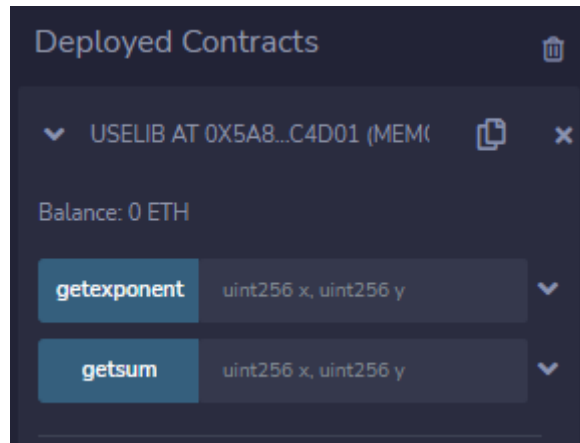 Deployed Contracts
USELIB AT 0X5A8...C4D01 (MEM
Balance: 0 ETH
getexponent uint256 x, uint256 y
getsum uint256 x, uint256 y